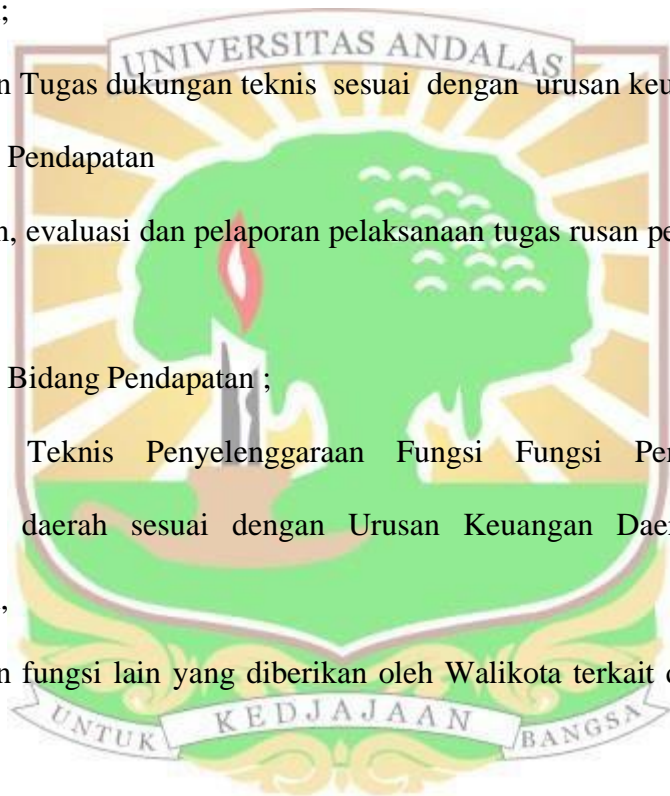 ;
UNIVERSITAS ANDALAS
n Tugas dukungan teknis sesuai dengan urusan keu
Pendapatan
n, evaluasi dan pelaporan pelaksanaan tugas rusan pe
Bidang Pendapatan ;
Teknis Penyelenggaraan Fungsi Fungsi Per
daerah sesuai dengan Urusan Keuangan Daer
,
n fungsi lain yang diberikan oleh Walikota terkait
UNTUK KEDJAJAAN BANGSA